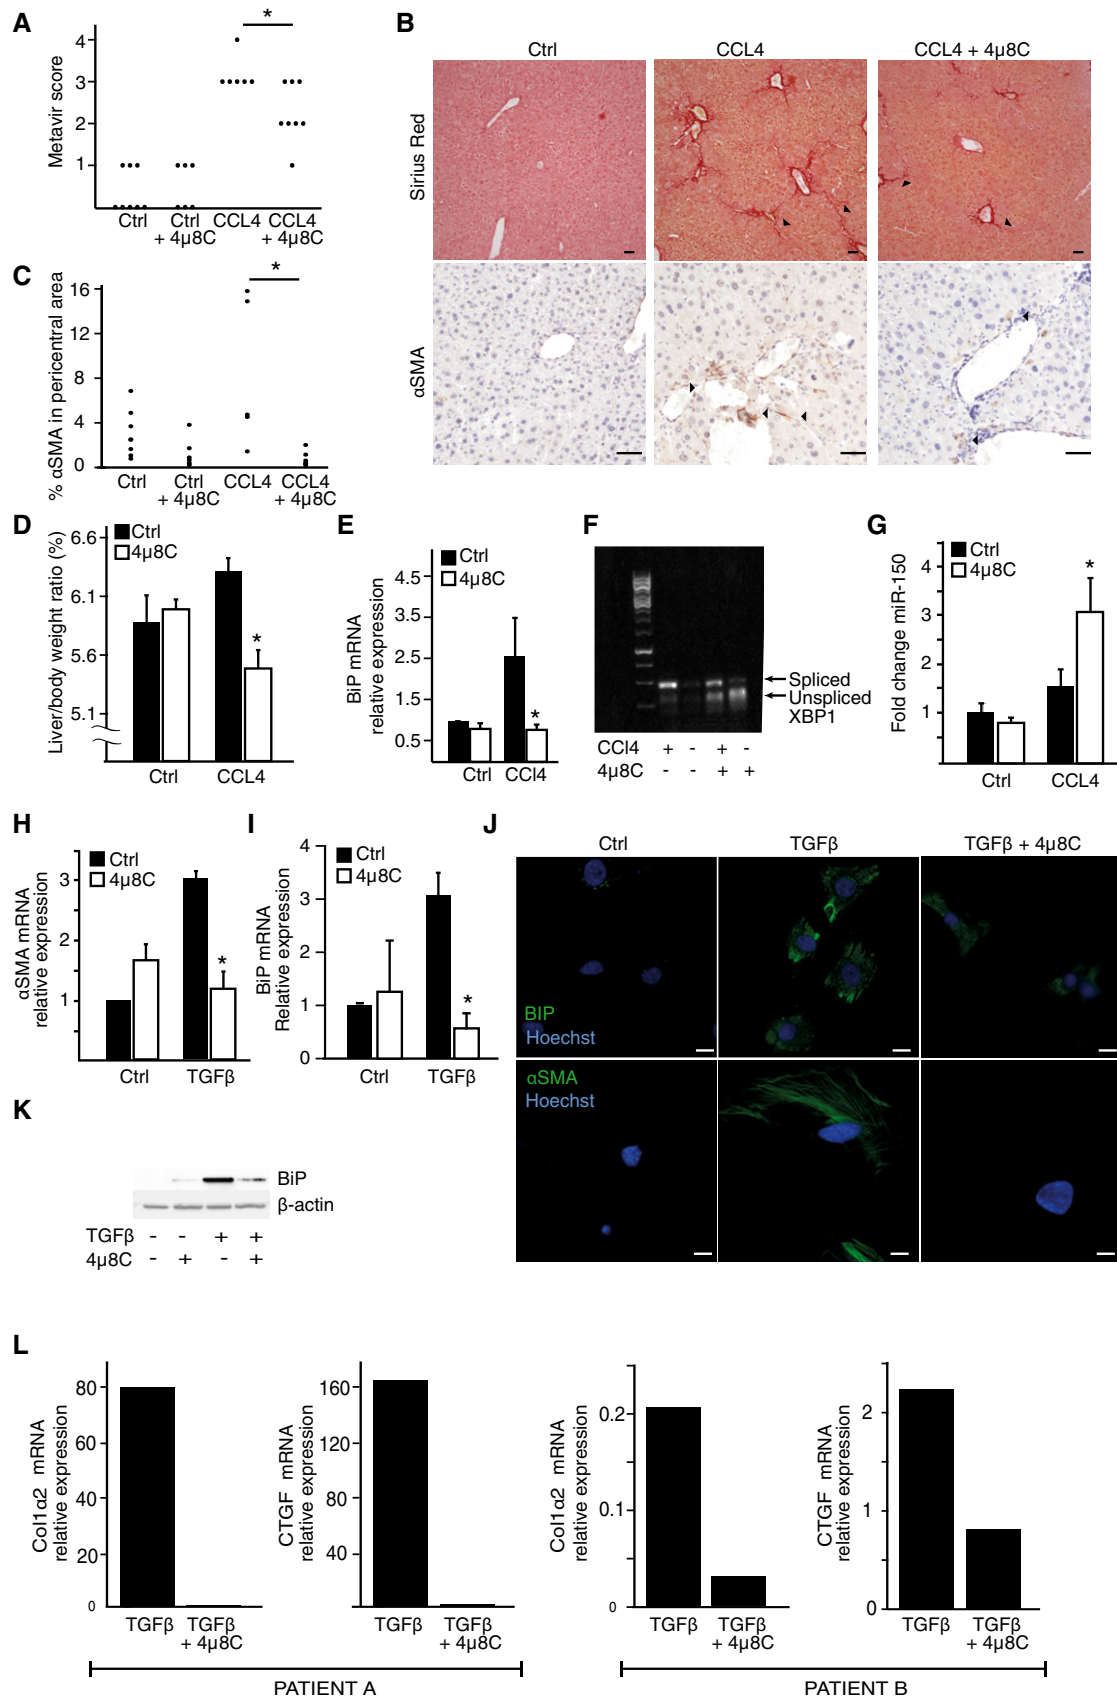 A
Metavir score
4
3
2
1
*
Ctrl
Ctrl
+ 4µ8C
CCL4
CCL4
+ 4µ8C
B
Ctrl
CCL4
CCL4 + 4µ8C
Sirius Red
αSMA
C
% αSMA in pericentral area
16
12
8
4
0
*
Ctrl
Ctrl
+ 4µ8C
CCL4
CCL4
+ 4µ8C
D
Liver/body weight ratio (%)
6.6
6.1
5.6
5.1
Ctrl
4µ8C
*
Ctrl
CCL4
E
BiP mRNA
relative expression
4.5
3.5
2.5
1.5
0.5
Ctrl
4µ8C
*
Ctrl
CCl4
F
Spliced
Unspliced
XBP1
CCl4 + - + -
4µ8C - - + +
G
Fold change miR-150
4
3
2
1
Ctrl
4µ8C
*
Ctrl
CCL4
H
αSMA mRNA
relative expression
3
2
1
Ctrl
4µ8C
*
Ctrl
TGFβ
I
BiP mRNA
Relative expression
4
3
2
1
0
Ctrl
4µ8C
*
Ctrl
TGFβ
J
Ctrl
TGFβ
TGFβ + 4µ8C
BIP
Hoechst
αSMA
Hoechst
K
BiP
β-actin
TGFβ - - + +
4µ8C - + - +
L
Col1α2 mRNA
relative expression
80
60
40
20
0
TGFβ
TGFβ
+ 4µ8C
CTGF mRNA
relative expression
160
120
80
40
TGFβ
TGFβ
+ 4µ8C
PATIENT A
Col1α2 mRNA
relative expression
0.2
0.1
0
TGFβ
TGFβ
+ 4µ8C
CTGF mRNA
relative expression
2
1
0
TGFβ
TGFβ
+ 4µ8C
PATIENT B